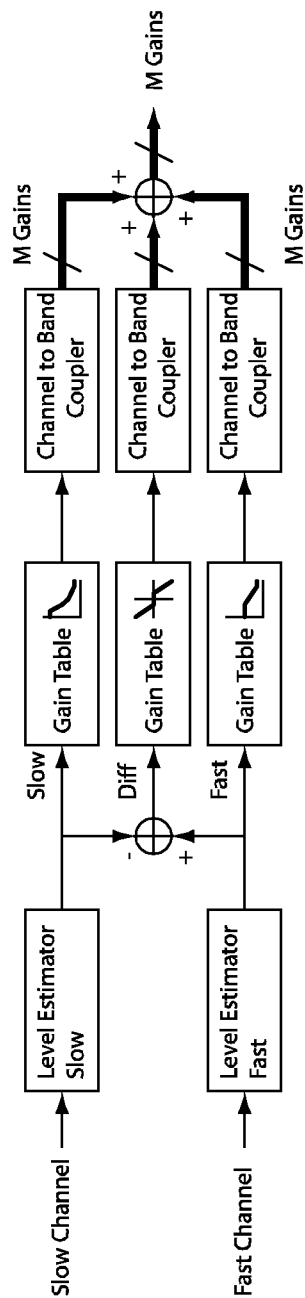 Slow Channel
Level Estimator
Slow
Slow
Gain Table
Channel to Band
Coupler
M Gains
-
Diff
Gain Table
Channel to Band
Coupler
+
+
+
M Gains
+
Fast Channel
Level Estimator
Fast
Fast
Gain Table
Channel to Band
Coupler
M Gains